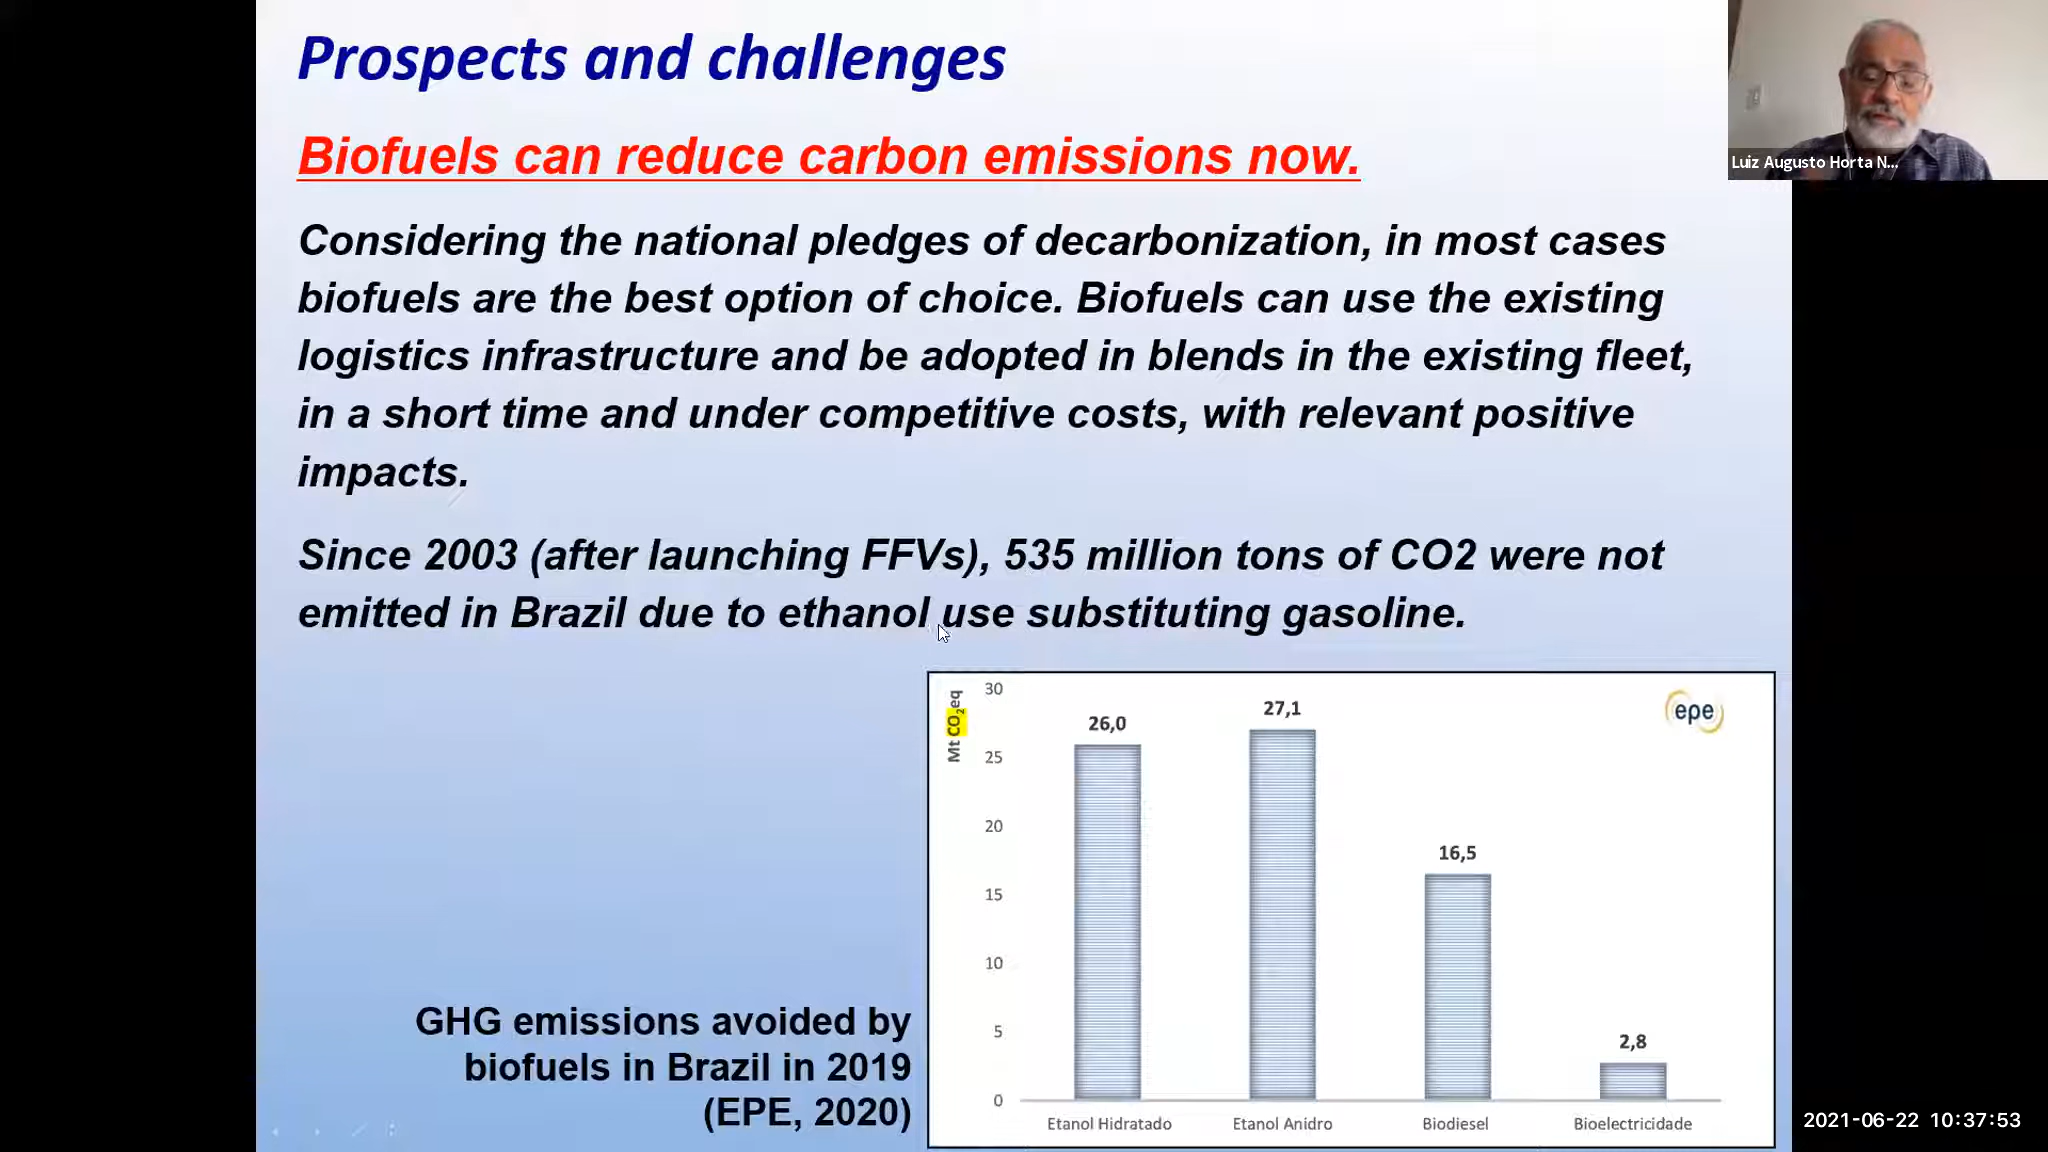 Prospects and challenges
Biofuels can reduce carbon emissions now.
Considering the national pledges of decarbonization, in most cases
biofuels are the best option of choice. Biofuels can use the existing
logistics infrastructure and be adopted in blends in the existing fleet,
in a short time and under competitive costs, with relevant positive
impacts.
Since 2003 (after launching FFVs), 535 million tons of CO2 were not
emitted in Brazil due to ethanol use substituting gasoline.
GHG emissions avoided by
biofuels in Brazil in 2019
(EPE, 2020)
Mt CO₂eq
30
25
20
15
10
5
0
26,0
27,1
16,5
2,8
Etanol Hidratado
Etanol Anidro
Biodiesel
Bioelectricidade
epe
Luiz Augusto Horta N...
2021-06-22 10:37:53